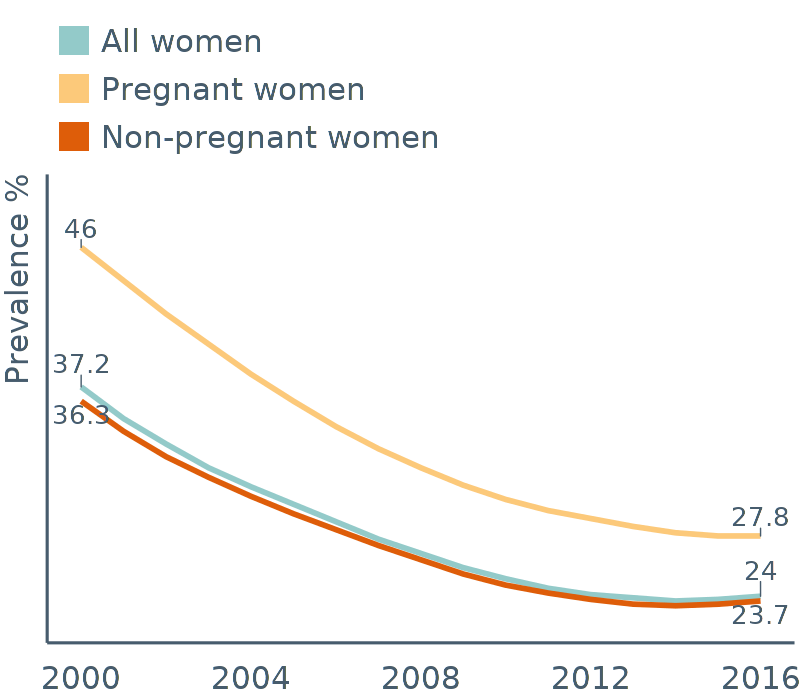 All women
Pregnant women
Non-pregnant women
Prevalence %
46
37.2
36.3
27.8
24
23.7
2000 2004 2008 2012 2016